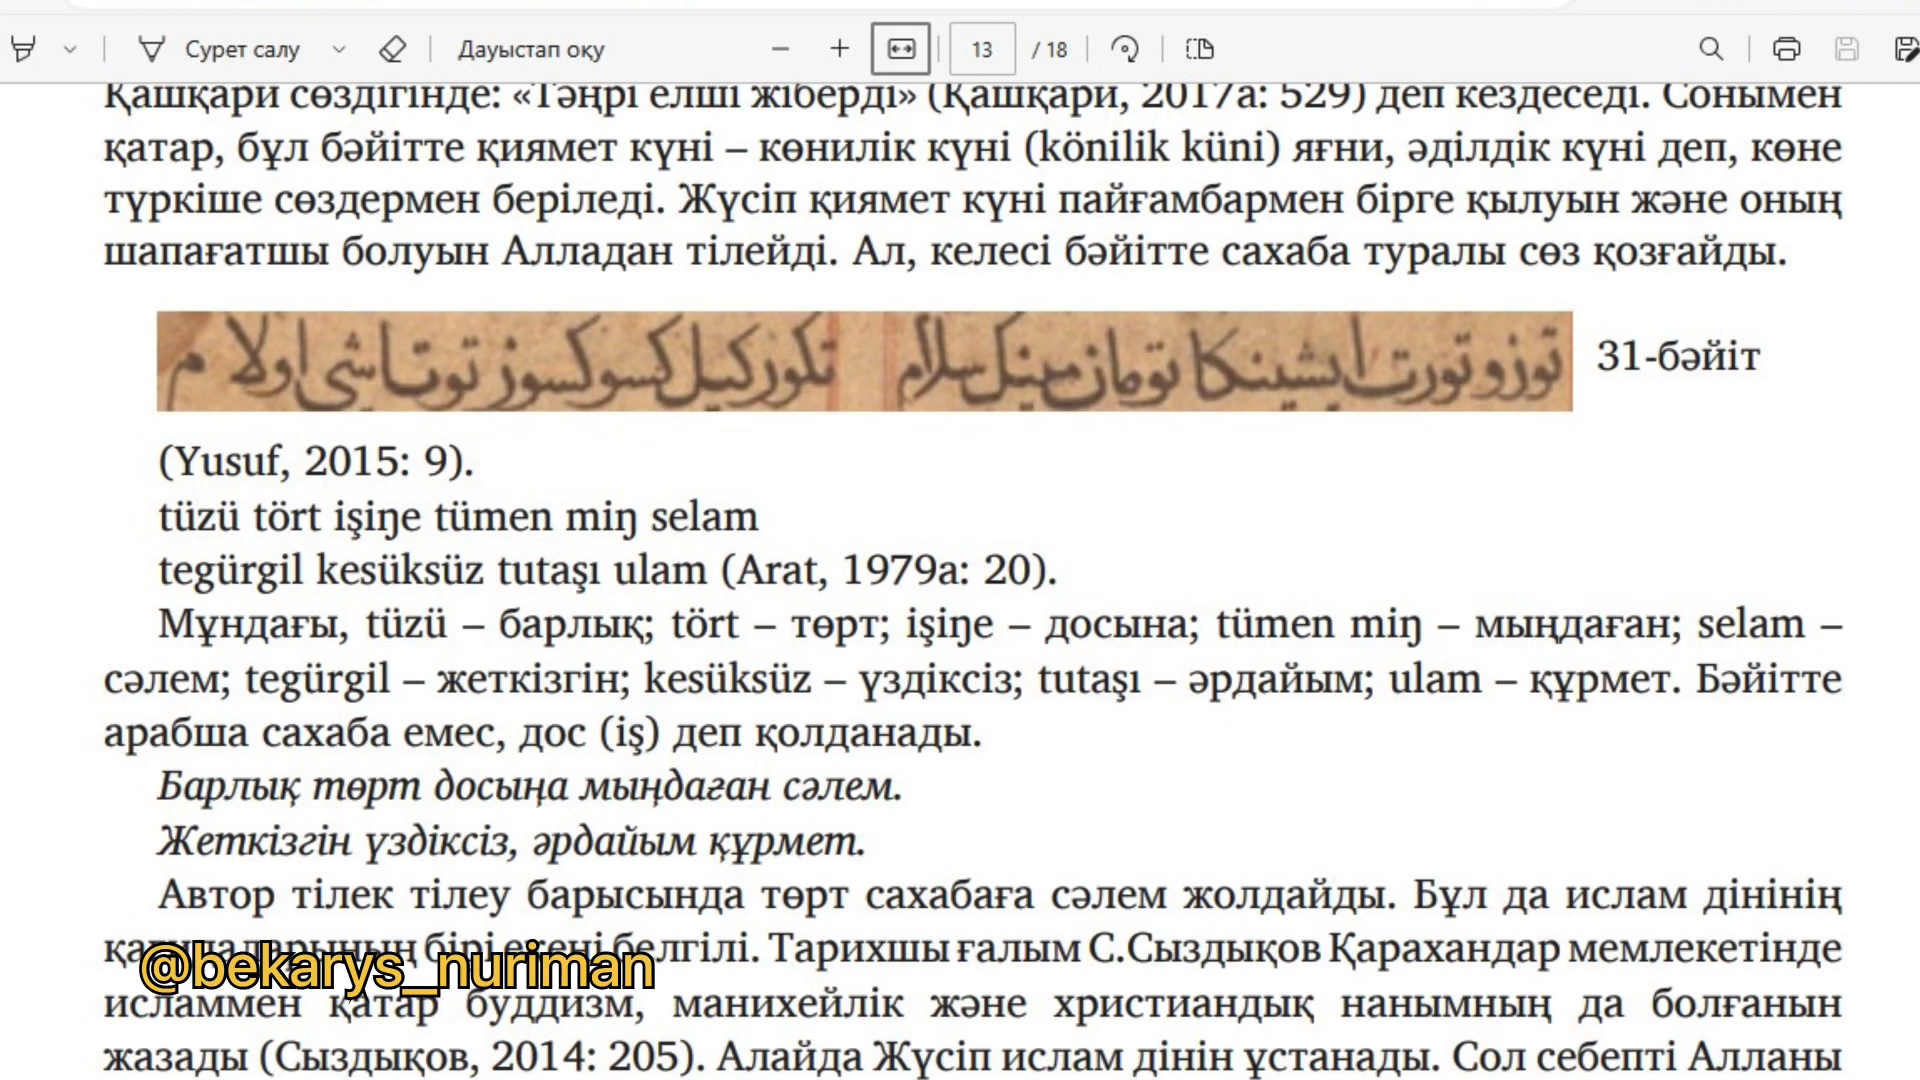 Сурет салу Дауыстап оқу 13 / 18
Қашқари сөздігінде: «Тәңрі елші жіберді» (Қашқари, 2017а: 529) деп кездеседі. Сонымен
қатар, бұл бәйітте қиямет күні – көнилік күні (könilik küni) яғни, әділдік күні деп, көне
түркіше сөздермен беріледі. Жүсіп қиямет күні пайғамбармен бірге қылуын және оның
шапағатшы болуын Алладан тілейді. Ал, келесі бәйітте сахаба туралы сөз қозғайды.
توزو تورت ایشینکا تومان مینک سلام تکورکیل کسوکسوز توتاشی اولام 31-бәйіт
(Yusuf, 2015: 9).
tüzü tört işiŋe tümen miŋ selam
tegürgil kesüksüz tutaşı ulam (Arat, 1979a: 20).
Мұндағы, tüzü – барлық; tört – төрт; işiŋe – досына; tümen miŋ – мыңдаған; selam –
сәлем; tegürgil – жеткізгін; kesüksüz – үздіксіз; tutaşı – әрдайым; ulam – құрмет. Бәйітте
арабша сахаба емес, дос (iş) деп қолданады.
Барлық төрт досыңа мыңдаған сәлем.
Жеткізгін үздіксіз, әрдайым құрмет.
Автор тілек тілеу барысында төрт сахабаға сәлем жолдайды. Бұл да ислам дінінің
бірі екені белгілі. Тарихшы ғалым С.Сыздықов Қарахандар мемлекетінде
@bekarys_nuriman
исламмен қатар буддизм, манихейлік және христиандық нанымның да болғанын
жазады (Сыздықов, 2014: 205). Алайда Жүсіп ислам дінін ұстанады. Сол себепті Алланы